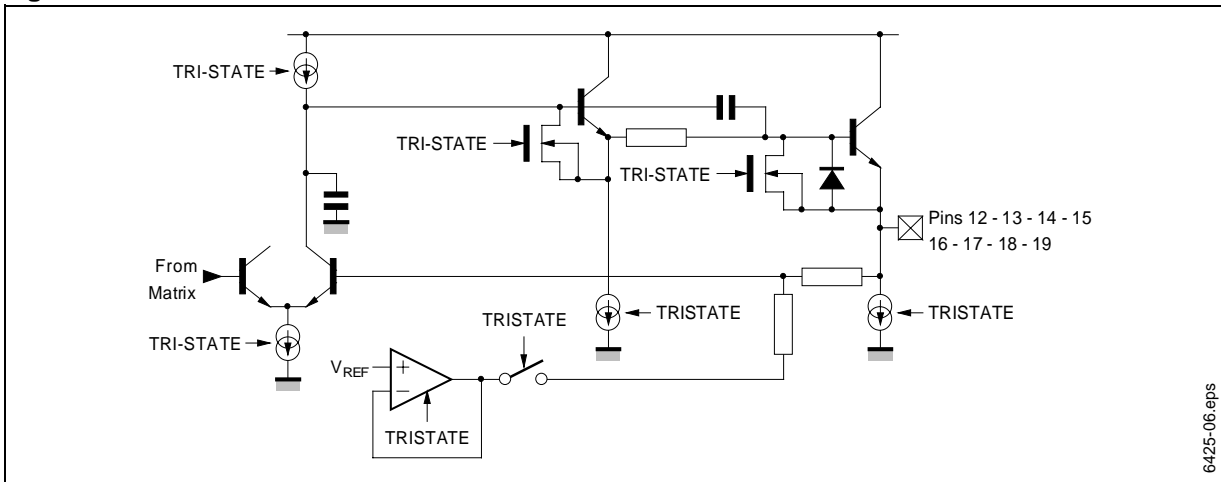 TRI-STATE
TRI-STATE
TRI-STATE
Pins 12 - 13 - 14 - 15
16 - 17 - 18 - 19
From
Matrix
TRI-STATE
TRISTATE
TRISTATE
TRISTATE
VREF
+
−
TRISTATE
6425-06.eps